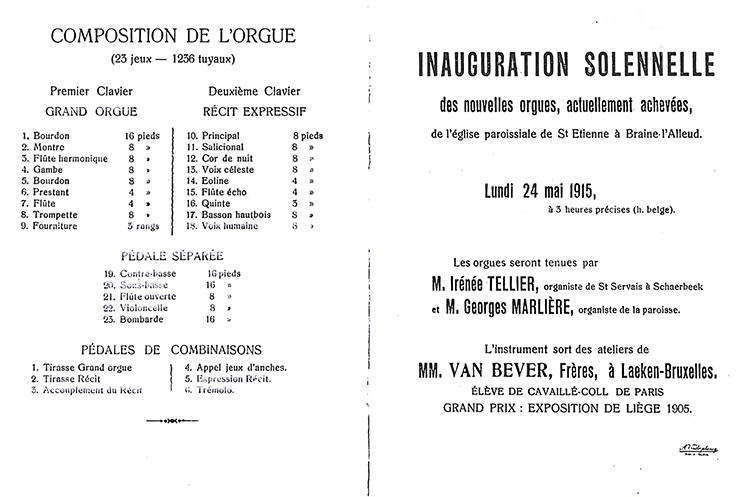 COMPOSITION DE L'ORGUE
(23 jeux — 1236 tuyaux)
Premier Clavier
GRAND ORGUE
1. Bourdon 16 pieds
2. Montre 8 »
3. Flûte harmonique 8 »
4. Gambe 8 »
5. Bourdon 8 »
6. Prestant 4 »
7. Flûte 4 »
8. Trompette 8 »
9. Fourniture 3 rangs
Deuxième Clavier
RÉCIT EXPRESSIF
10. Principal 8 pieds
11. Salicional 8 »
12. Cor de nuit 8 »
13. Voix céleste 8 »
14. Eoline 4 »
15. Flûte écho 4 »
16. Quinte 3 »
17. Basson hautbois 8 »
18. Voix humaine 8 »
PÉDALE SÉPARÉE
19. Contre-basse 16 pieds
20. Sous-basse 16 »
21. Flûte ouverte 8 »
22. Violoncelle 8 »
23. Bombarde 16 »
PÉDALES DE COMBINAISONS
1. Tirasse Grand orgue
2. Tirasse Récit
3. Accouplement du Récit
4. Appel jeux d'anches.
5. Expression Récit.
6. Trémolo.
INAUGURATION SOLENNELLE
des nouvelles orgues, actuellement achevées,
de l'église paroissiale de St Etienne à Braine-l'Alleud.
Lundi 24 mai 1915,
à 3 heures précises (h. belge).
Les orgues seront tenues par
M. Irénée TELLIER, organiste de St Servais à Schaerbeek
et M. Georges MARLIÈRE, organiste de la paroisse.
L'instrument sort des ateliers de
MM. VAN BEVER, Frères, à Laeken-Bruxelles.
ÉLÈVE DE CAVAILLÉ-COLL DE PARIS
GRAND PRIX : EXPOSITION DE LIÈGE 1905.